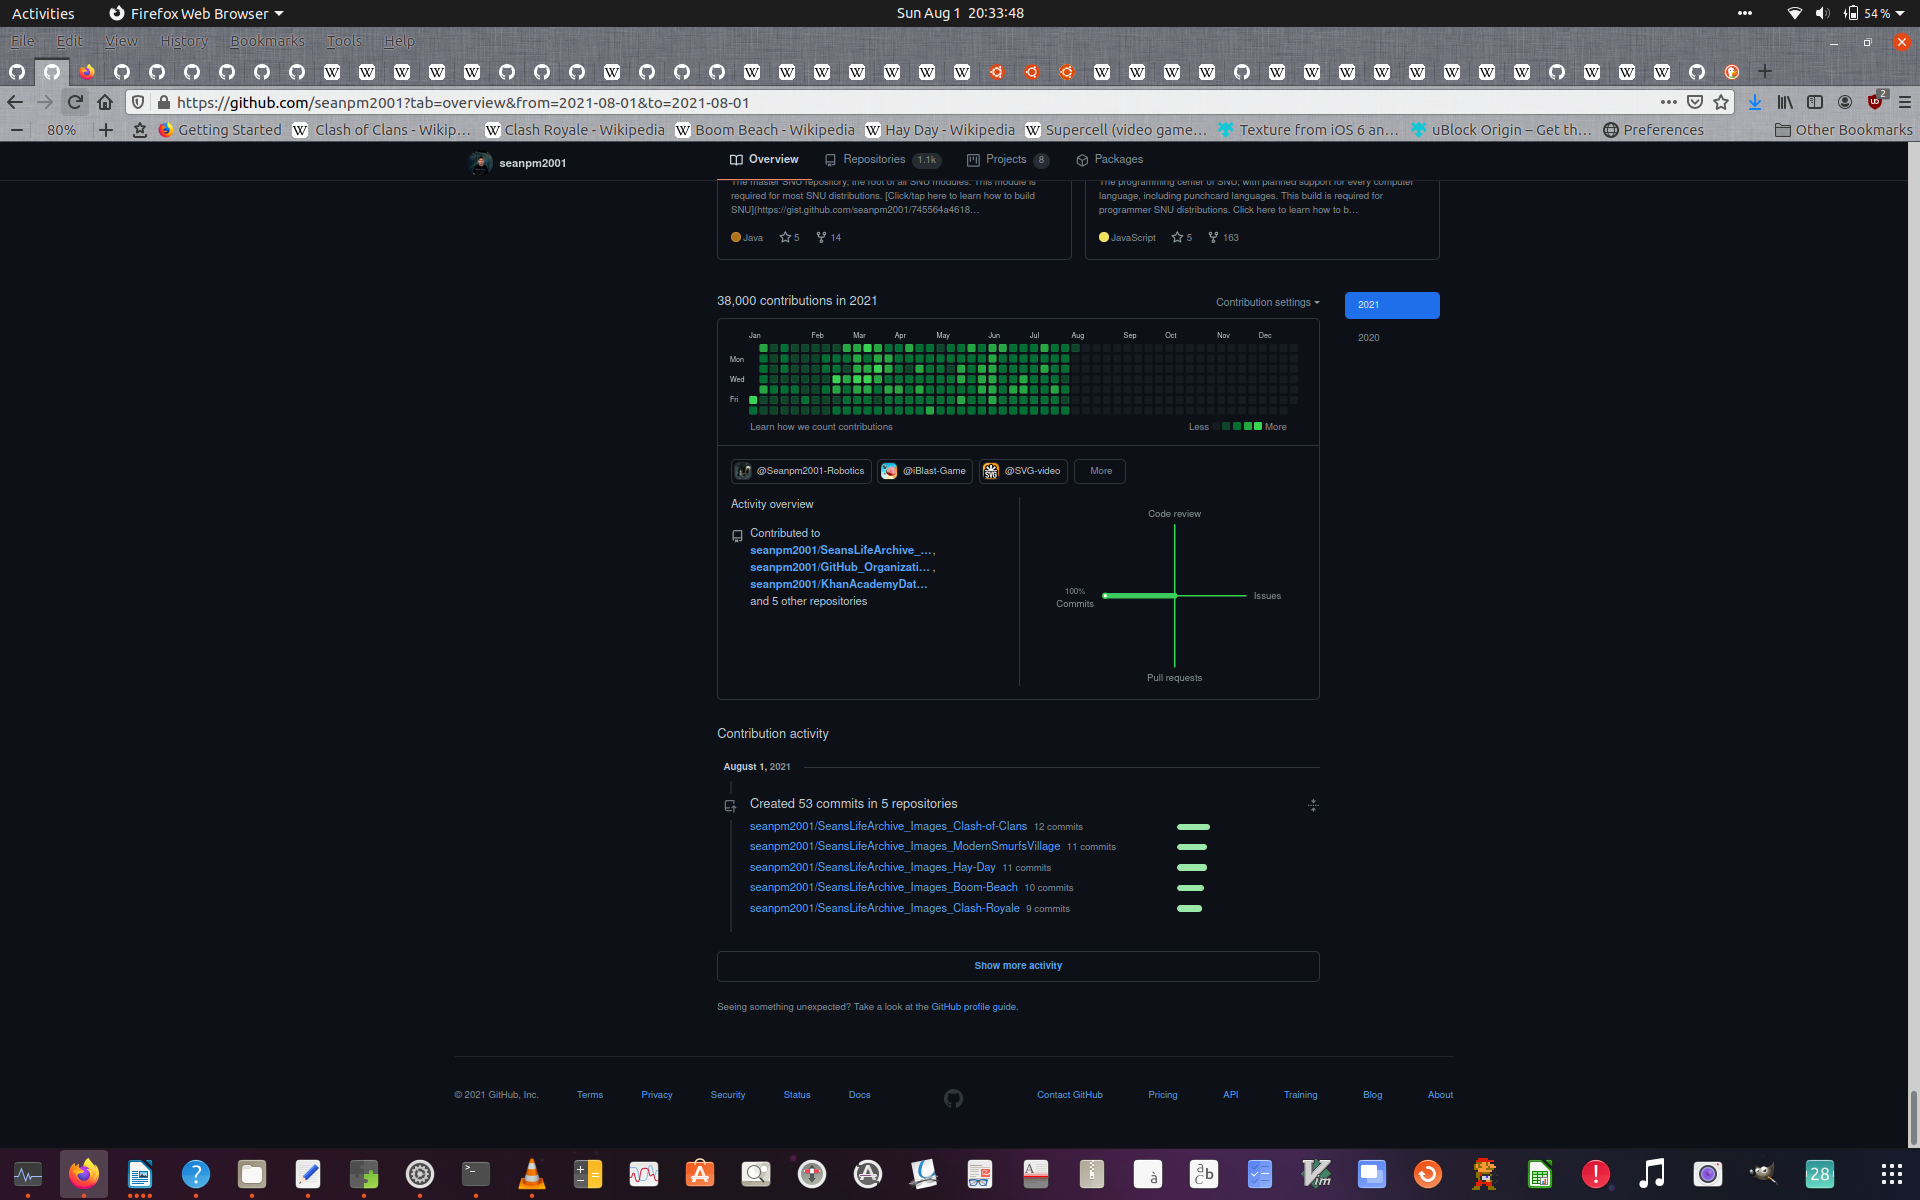 Activities
Firefox Web Browser
Sun Aug 1 20:33:48
54 %
File Edit View History Bookmarks Tools Help
https://github.com/seanpm2001?tab=overview&from=2021-08-01&to=2021-08-01
2
80%
Getting Started
Clash of Clans - Wikip…
Clash Royale - Wikipedia
Boom Beach - Wikipedia
Hay Day - Wikipedia
Supercell (video game…
Texture from iOS 6 an…
uBlock Origin – Get th…
Preferences
Other Bookmarks
seanpm2001
Overview
Repositories 1.1k
Projects 8
Packages
The master SNU repository, the root of all SNU modules. This module is
required for most SNU distributions. [Click/tap here to learn how to build
SNU](https://gist.github.com/seanpm2001/745564a4618…
Java 5 14
The programming center of SNU, with planned support for every computer
language, including punchcard languages. This build is required for
programmer SNU distributions. Click here to learn how to b…
JavaScript 5 163
38,000 contributions in 2021
Contribution settings
2021
2020
Jan Feb Mar Apr May Jun Jul Aug Sep Oct Nov Dec
Mon
Wed
Fri
Learn how we count contributions
Less More
@Seanpm2001-Robotics
@iBlast-Game
@SVG-video
More
Activity overview
Contributed to
seanpm2001/SeansLifeArchive_…,
seanpm2001/GitHub_Organizati… ,
seanpm2001/KhanAcademyDat…
and 5 other repositories
Code review
100%
Commits
Issues
Pull requests
Contribution activity
August 1, 2021
Created 53 commits in 5 repositories
seanpm2001/SeansLifeArchive_Images_Clash-of-Clans 12 commits
seanpm2001/SeansLifeArchive_Images_ModernSmurfsVillage 11 commits
seanpm2001/SeansLifeArchive_Images_Hay-Day 11 commits
seanpm2001/SeansLifeArchive_Images_Boom-Beach 10 commits
seanpm2001/SeansLifeArchive_Images_Clash-Royale 9 commits
Show more activity
Seeing something unexpected? Take a look at the GitHub profile guide.
© 2021 GitHub, Inc. Terms Privacy Security Status Docs Contact GitHub Pricing API Training Blog About
28